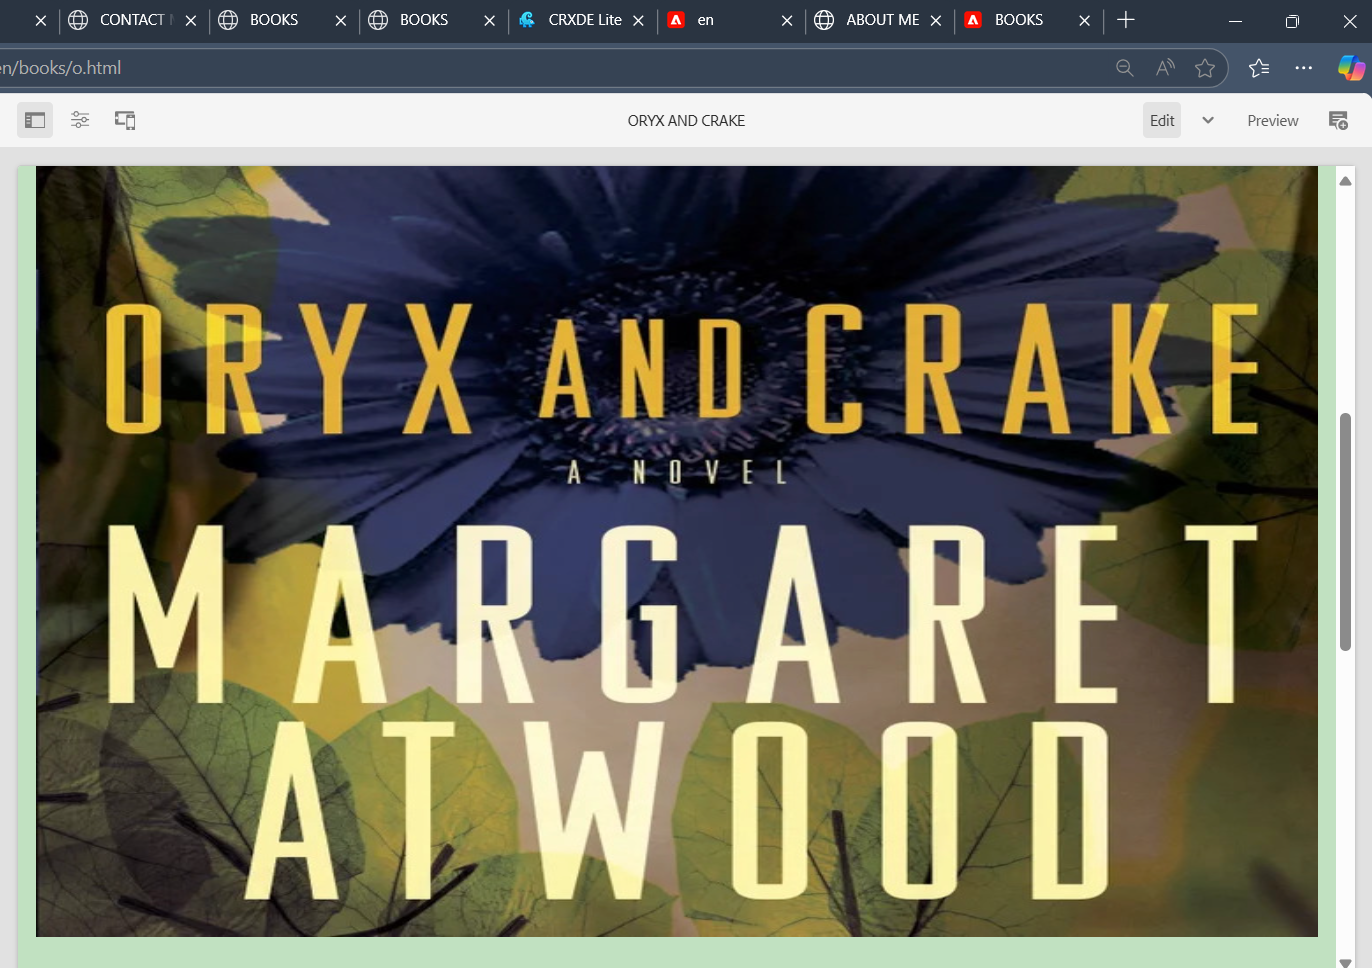 CONTACT BOOKS BOOKS CRXDE Lite en ABOUT ME BOOKS
en/books/o.html
ORYX AND CRAKE Edit Preview
ORYX AND CRAKE
A NOVEL
MARGARET
ATWOOD